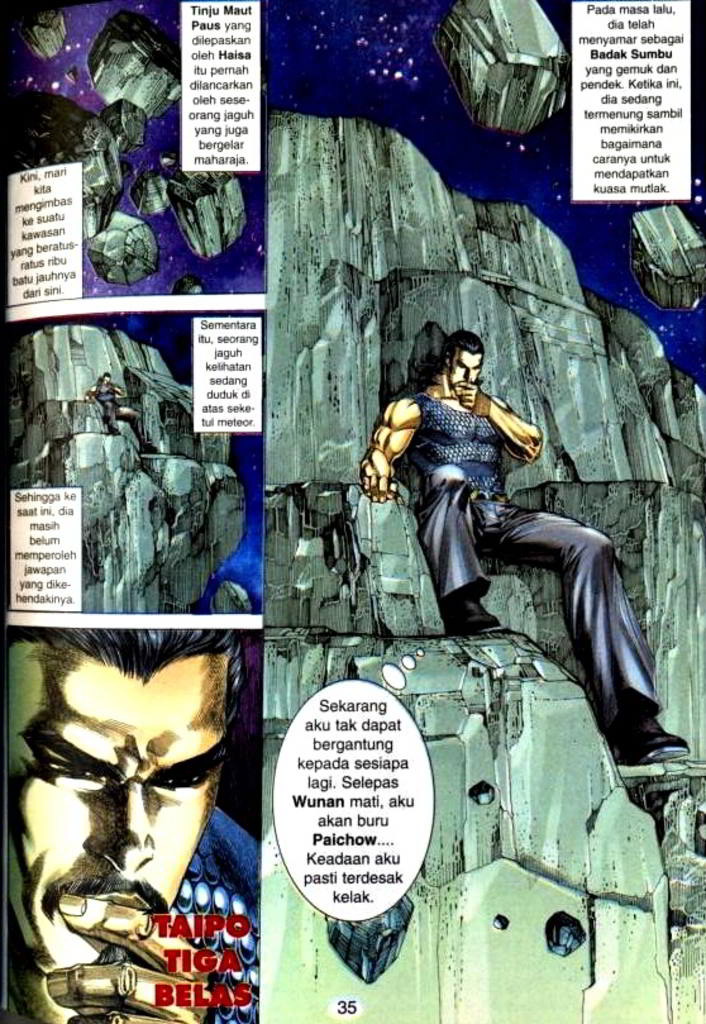 Tinju Maut
Paus yang
dilepaskan
oleh Haisa
itu pernah
dilancarkan
oleh sese-
orang jaguh
yang juga
bergelar
maharaja.
Kini, mari
kita
mengimbas
ke suatu
kawasan
yang beratus-
ratus ribu
batu jauhnya
dari sini.
Sementara
itu, seorang
jaguh
kelihatan
sedang
duduk di
atas seke-
tul meteor.
Sehingga ke
saat ini, dia
masih
belum
memperoleh
jawapan
yang dike-
hendakinya.
TAIPO
TIGA
BELAS
Pada masa lalu,
dia telah
menyamar sebagai
Badak Sumbu
yang gemuk dan
pendek. Ketika ini,
dia sedang
termenung sambil
memikirkan
bagaimana
caranya untuk
mendapatkan
kuasa mutlak.
Sekarang
aku tak dapat
bergantung
kepada sesiapa
lagi. Selepas
Wunan mati, aku
akan buru
Paichow....
Keadaan aku
pasti terdesak
kelak.
35